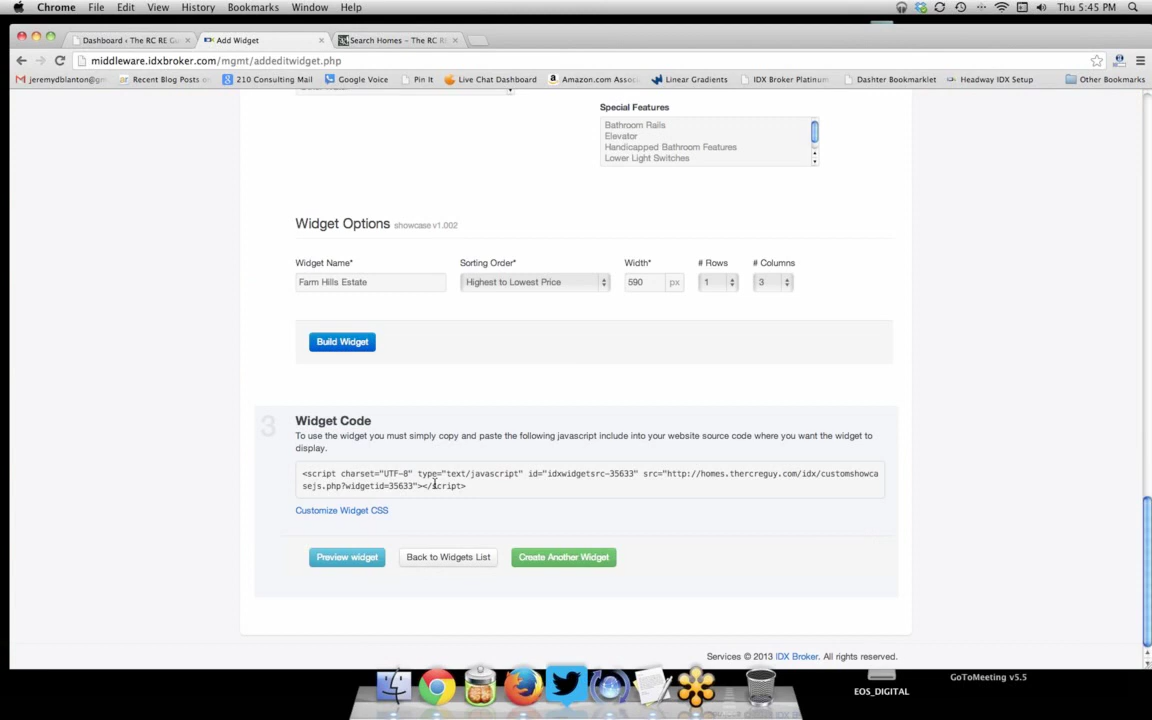 Chrome File Edit View History Bookmarks Window Help Thu 5:45 PM
Dashboard ‹ The RC RE Gu
Add Widget
Search Homes – The RC R
middleware.idxbroker.com/mgmt/addeditwidget.php
jeremydblanton@gm
Recent Blog Posts
210 Consulting Mail
Google Voice
Pin It
Live Chat Dashboard
Amazon.com Asso
Linear Gradients
IDX Broker Platinum
Dashter Bookmarklet
Headway IDX Setup
Other Bookmarks
Special Features
Bathroom Rails
Elevator
Handicapped Bathroom Features
Lower Light Switches
Widget Options showcase v1.002
Widget Name* Sorting Order* Width* # Rows # Columns
Farm Hills Estate Highest to Lowest Price 590 px 1 3
Build Widget
3 Widget Code
To use the widget you must simply copy and paste the following javascript include into your website source code where you want the widget to
display.
<script charset="UTF-8" type="text/javascript" id="idxwidgetsrc-35633" src="http://homes.thercreguy.com/idx/customshowca
sejs.php?widgetid=35633"></script>
Customize Widget CSS
Preview widget Back to Widgets List Create Another Widget
Services © 2013 IDX Broker. All rights reserved.
EOS_DIGITAL
GoToMeeting v5.5